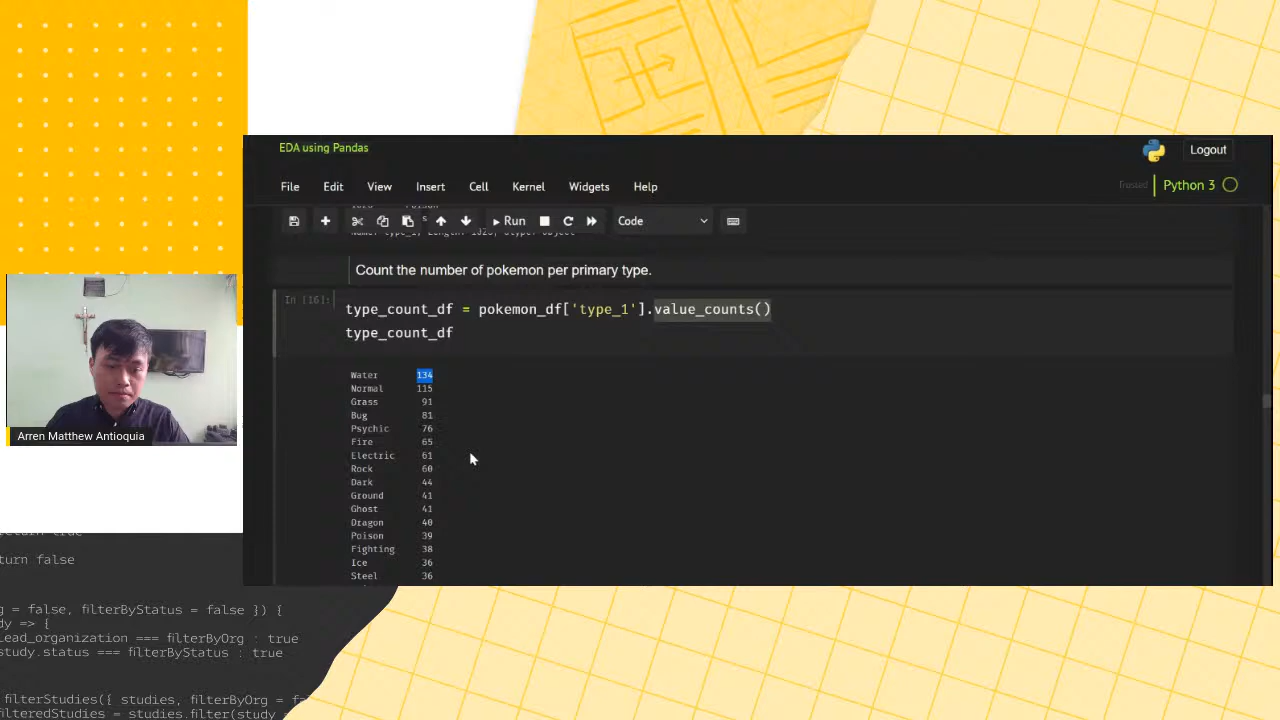 EDA using Pandas
Logout
File Edit View Insert Cell Kernel Widgets Help
Trusted Python 3
Run Code
Count the number of pokemon per primary type.
In [16]:
type_count_df = pokemon_df['type_1'].value_counts()
type_count_df
Water 134
Normal 115
Grass 91
Bug 81
Psychic 76
Fire 65
Electric 61
Rock 60
Dark 44
Ground 41
Ghost 41
Dragon 40
Poison 39
Fighting 38
Ice 36
Steel 36
Arren Matthew Antioquia
turn false
g = false, filterByStatus = false }) {
dy => {
lead_organization === filterByOrg : true
study.status === filterByStatus : true
filterStudies({ studies, filterByOrg =
filteredStudies = studies.filter(study